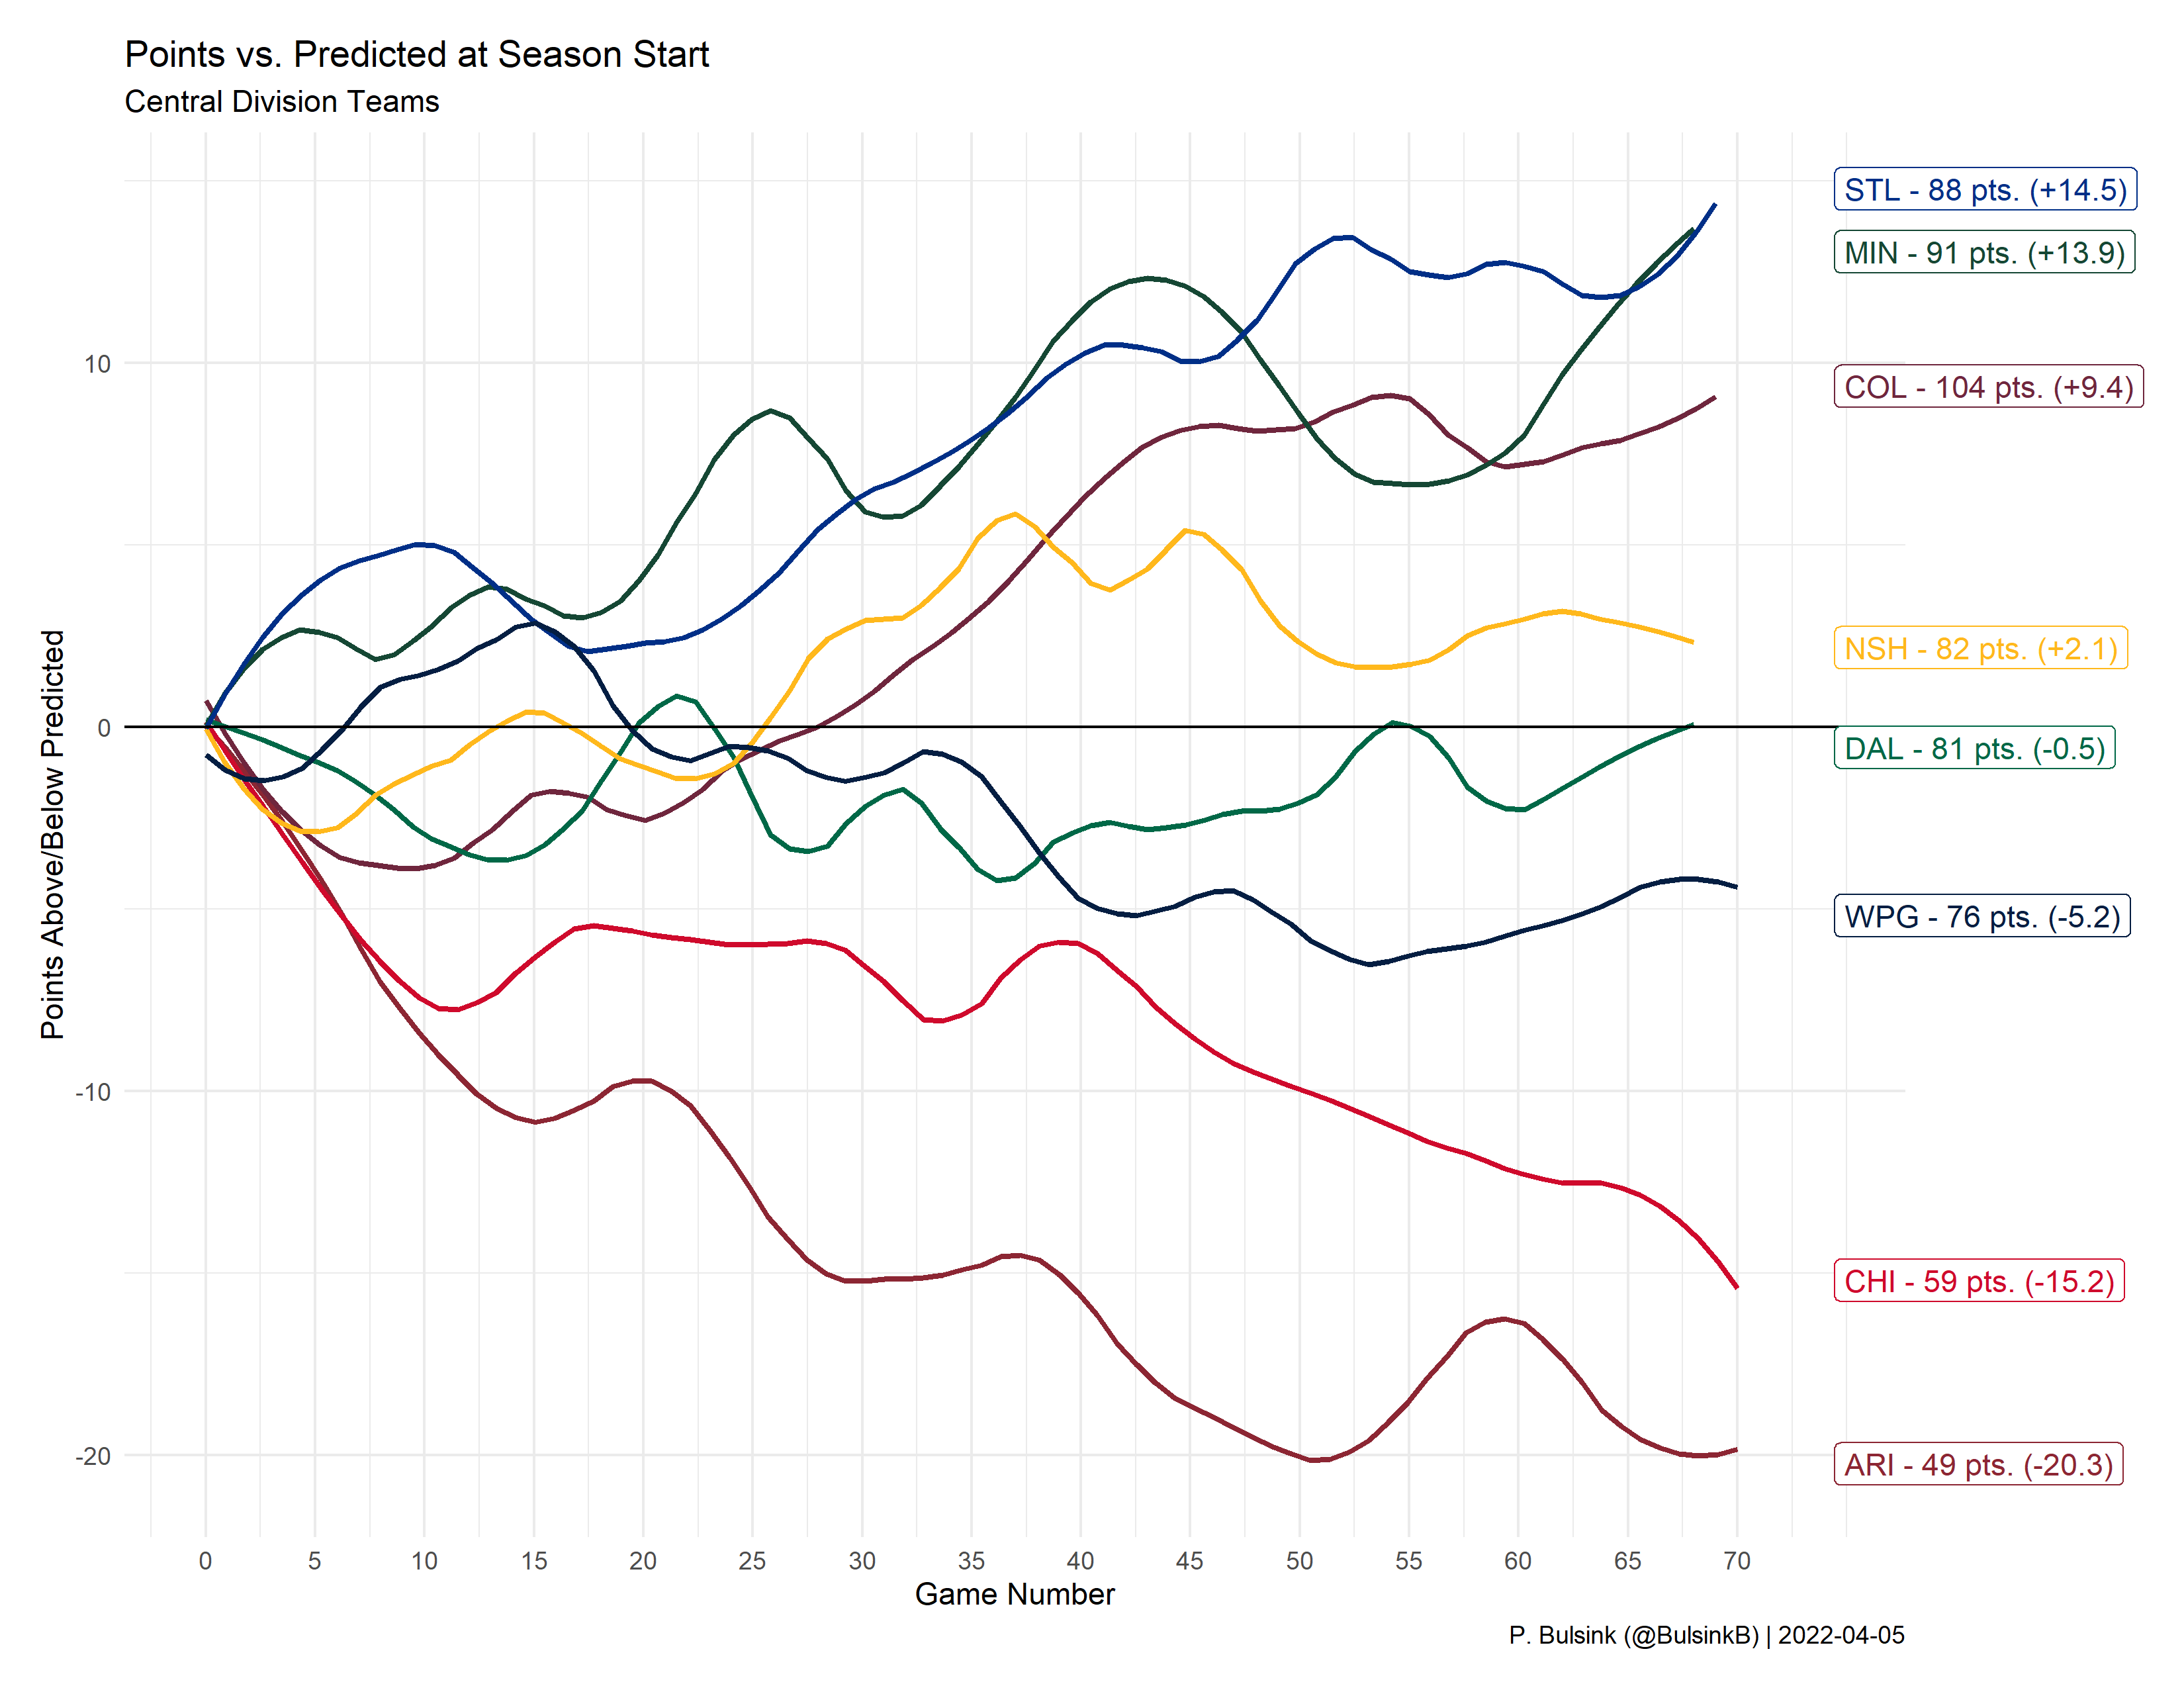 Points vs. Predicted at Season Start
Central Division Teams
Points Above/Below Predicted
10
0
-10
-20
STL - 88 pts. (+14.5)
MIN - 91 pts. (+13.9)
COL - 104 pts. (+9.4)
NSH - 82 pts. (+2.1)
DAL - 81 pts. (-0.5)
WPG - 76 pts. (-5.2)
CHI - 59 pts. (-15.2)
ARI - 49 pts. (-20.3)
0 5 10 15 20 25 30 35 40 45 50 55 60 65 70
Game Number
P. Bulsink (@BulsinkB) | 2022-04-05